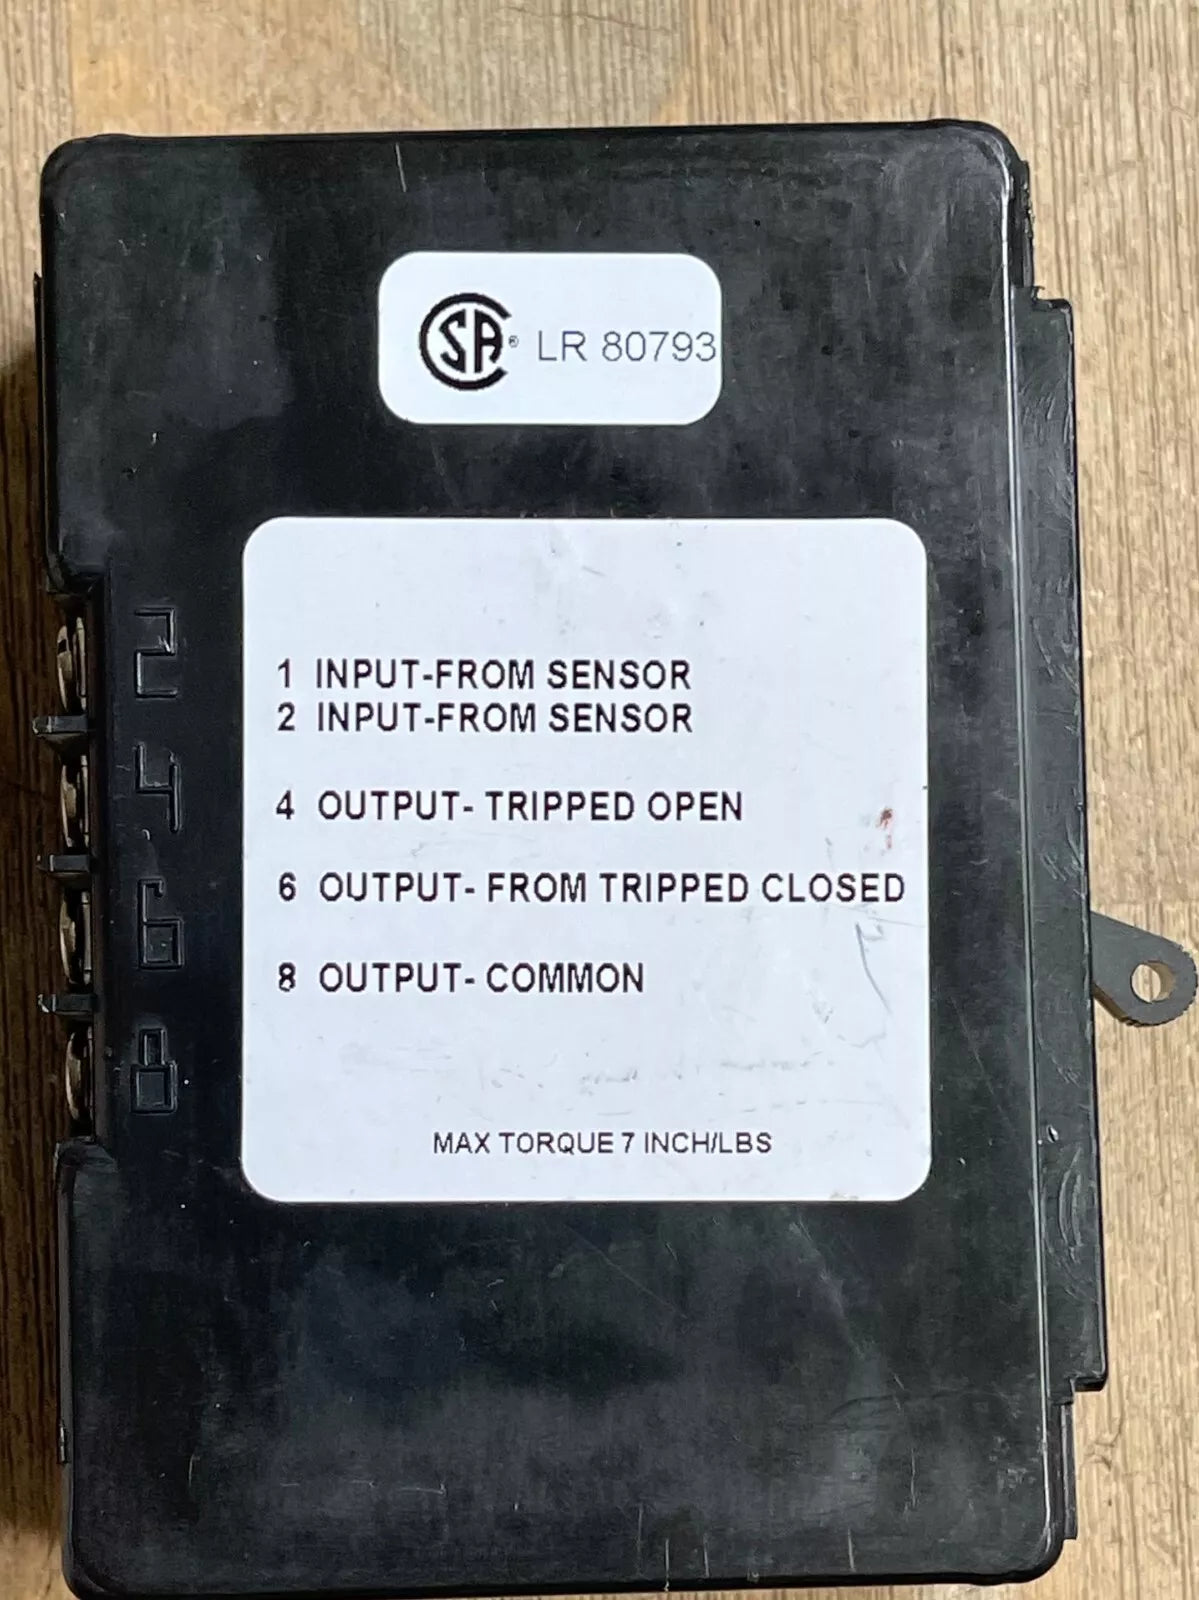 CSA® LR 80793
1 INPUT-FROM SENSOR
2 INPUT-FROM SENSOR
4 OUTPUT- TRIPPED OPEN
6 OUTPUT- FROM TRIPPED CLOSED
8 OUTPUT- COMMON
MAX TORQUE 7 INCH/LBS
2
4
6
8